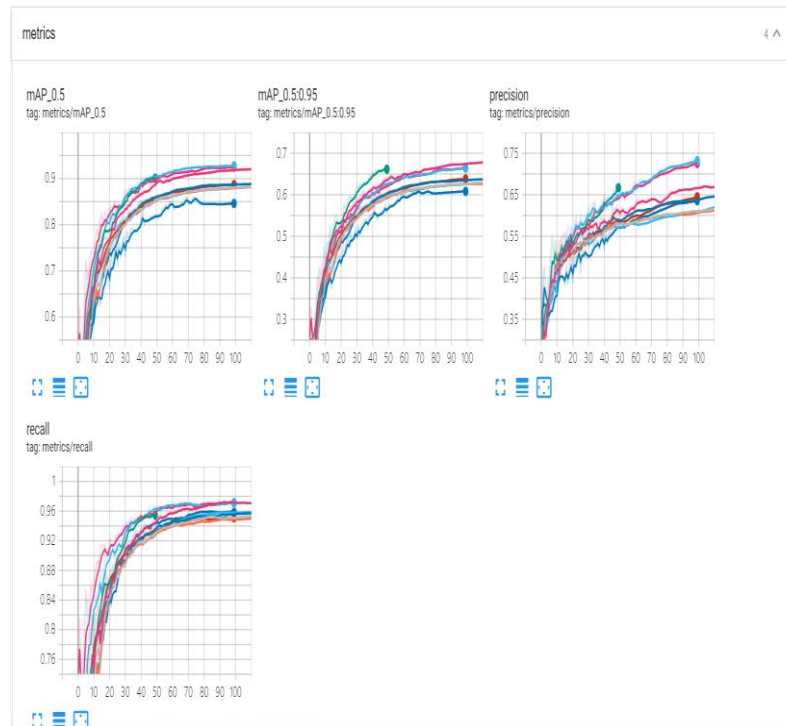 metrics
4
mAP_0.5
tag: metrics/mAP_0.5
0.9
0.8
0.7
0.6
0 10 20 30 40 50 60 70 80 90 100
mAP_0.5:0.95
tag: metrics/mAP_0.5:0.95
0.7
0.6
0.5
0.4
0.3
0 10 20 30 40 50 60 70 80 90 100
precision
tag: metrics/precision
0.75
0.65
0.55
0.45
0.35
0 10 20 30 40 50 60 70 80 90 100
recall
tag: metrics/recall
1
0.96
0.92
0.88
0.84
0.8
0.76
0 10 20 30 40 50 60 70 80 90 100